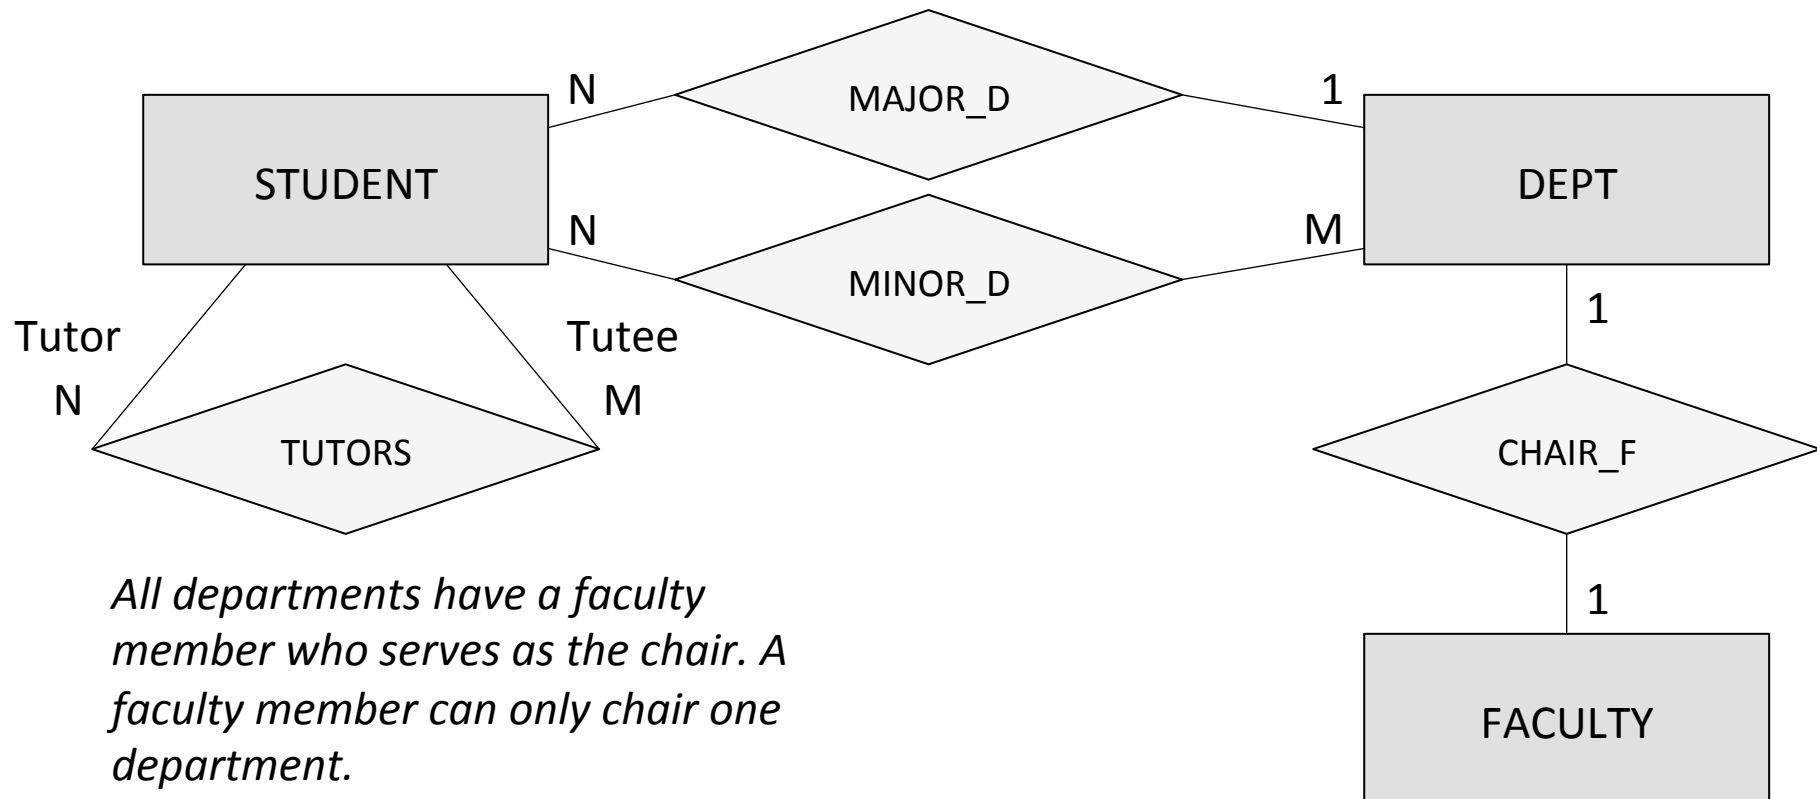 N
MAJOR_D
1
STUDENT
DEPT
N
MINOR_D
M
Tutor
Tutee
1
N
M
TUTORS
CHAIR_F
All departments have a faculty
member who serves as the chair. A
faculty member can only chair one
department.
1
FACULTY